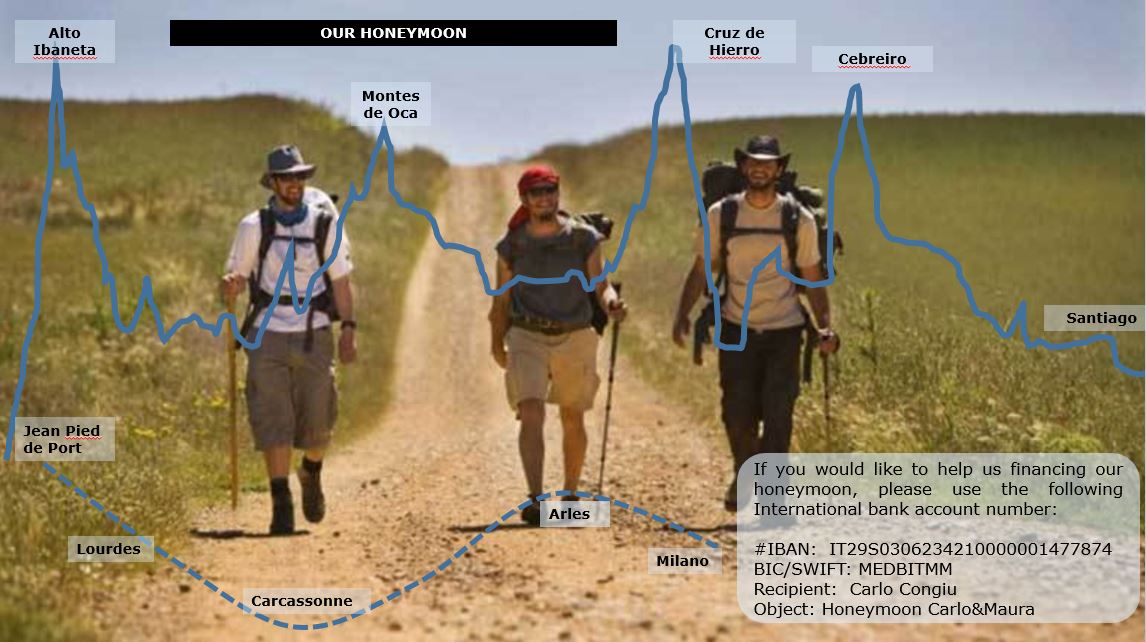 OUR HONEYMOON
Alto
Ibaneta
Montes
de Oca
Cruz de
Hierro
Cebreiro
Santiago
Jean Pied
de Port
Lourdes
Carcassonne
Arles
Milano
If you would like to help us financing our
honeymoon, please use the following
International bank account number:
#IBAN: IT29S0306234210000001477874
BIC/SWIFT: MEDBITMM
Recipient: Carlo Congiu
Object: Honeymoon Carlo&Maura